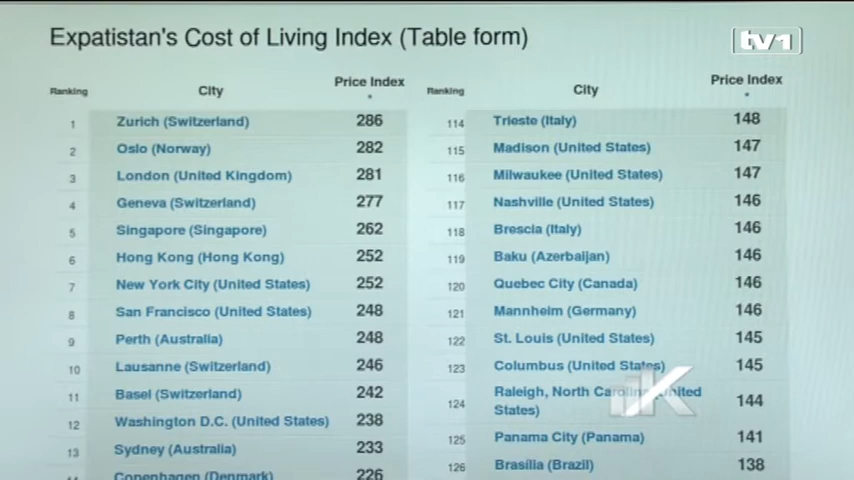 Expatistan's Cost of Living Index (Table form)
tv1
Ranking City Price Index
1 Zurich (Switzerland) 286
2 Oslo (Norway) 282
3 London (United Kingdom) 281
4 Geneva (Switzerland) 277
5 Singapore (Singapore) 262
6 Hong Kong (Hong Kong) 252
7 New York City (United States) 252
8 San Francisco (United States) 248
9 Perth (Australia) 248
10 Lausanne (Switzerland) 246
11 Basel (Switzerland) 242
12 Washington D.C. (United States) 238
13 Sydney (Australia) 233
14 Copenhagen (Denmark) 226
Ranking City Price Index
114 Trieste (Italy) 148
115 Madison (United States) 147
116 Milwaukee (United States) 147
117 Nashville (United States) 146
118 Brescia (Italy) 146
119 Baku (Azerbaijan) 146
120 Quebec City (Canada) 146
121 Mannheim (Germany) 146
122 St. Louis (United States) 145
123 Columbus (United States) 145
124 Raleigh, North Carolina (United
States) 144
125 Panama City (Panama) 141
126 Brasília (Brazil) 138